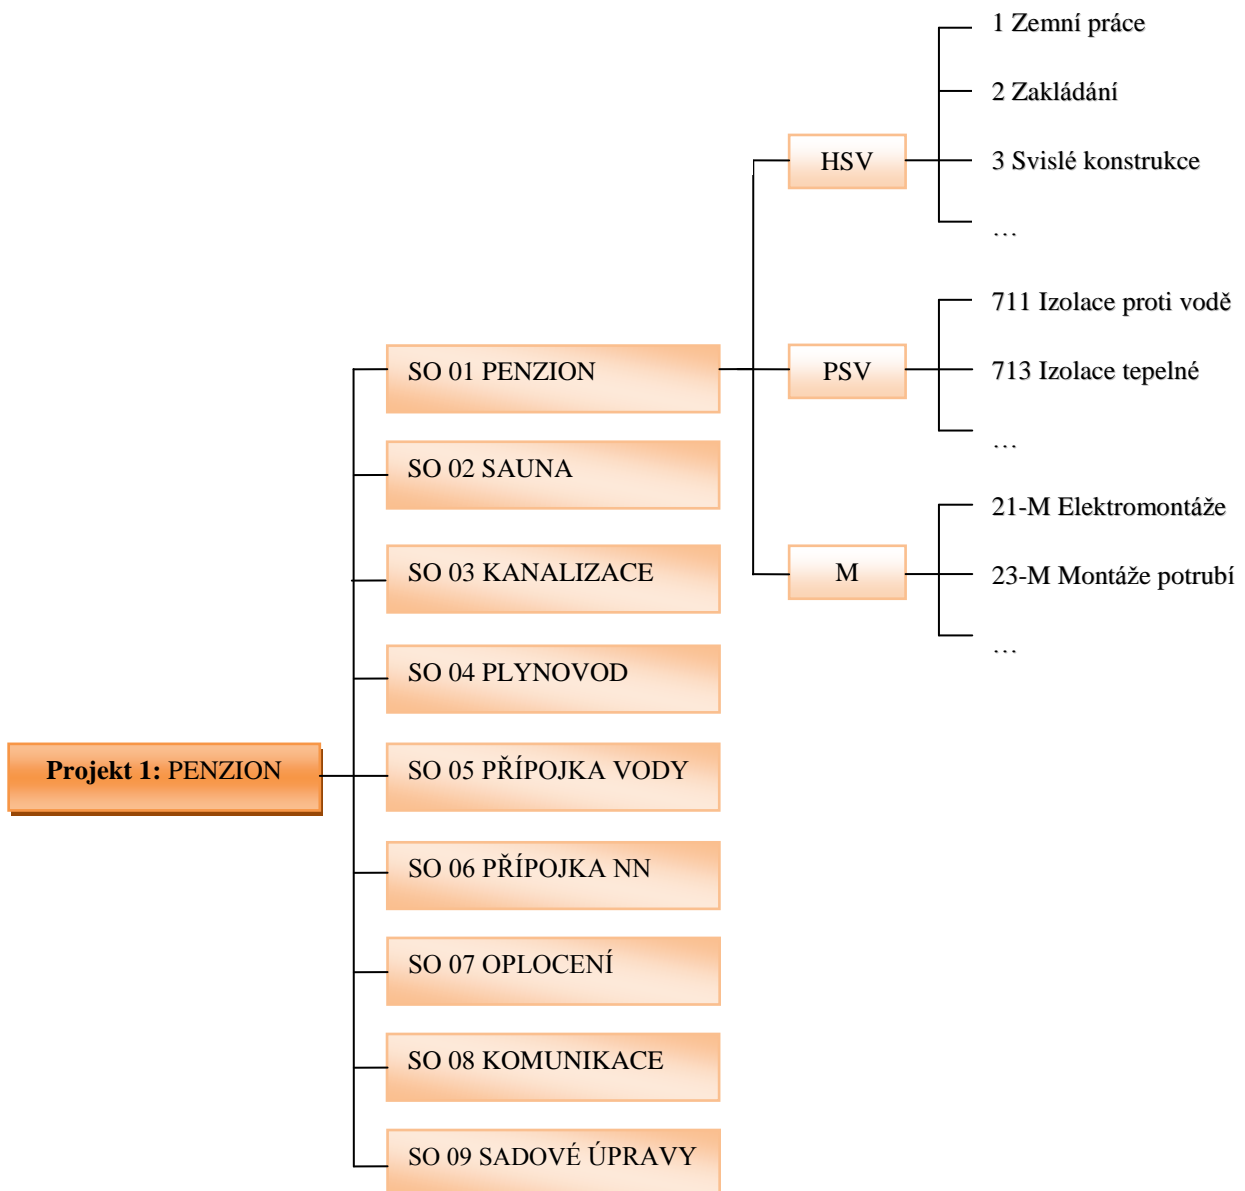 1 Zemní práce
2 Zakládání
HSV
3 Svislé konstrukce
…
711 Izolace proti vodě
SO 01 PENZION
PSV
713 Izolace tepelné
…
SO 02 SAUNA
21-M Elektromontáže
SO 03 KANALIZACE
M
23-M Montáže potrubí
…
SO 04 PLYNOVOD
Projekt 1: PENZION
SO 05 PŘÍPOJKA VODY
SO 06 PŘÍPOJKA NN
SO 07 OPLOCENÍ
SO 08 KOMUNIKACE
SO 09 SADOVÉ ÚPRAVY